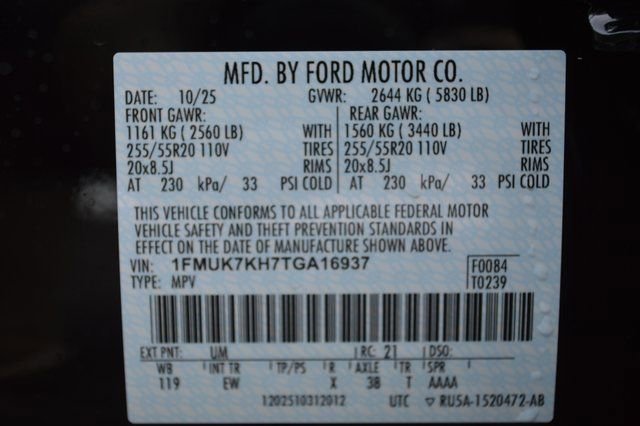 MFD. BY FORD MOTOR CO.
DATE: 10/25 GVWR: 2644 KG ( 5830 LB)
FRONT GAWR: REAR GAWR:
1161 KG ( 2560 LB) WITH 1560 KG ( 3440 LB) WITH
255/55R20 110V TIRES 255/55R20 110V TIRES
20x8.5J RIMS 20x8.5J RIMS
AT 230 kPa/ 33 PSI COLD AT 230 kPa/ 33 PSI COLD
THIS VEHICLE CONFORMS TO ALL APPLICABLE FEDERAL MOTOR
VEHICLE SAFETY AND THEFT PREVENTION STANDARDS IN
EFFECT ON THE DATE OF MANUFACTURE SHOWN ABOVE.
VIN: 1FMUK7KH7TGA16937 F0084
TYPE: MPV T0239
EXT PNT: UM RC: 21 DSO:
WB INT TR TP/PS R AXLE TR SPR
119 EW X 38 T AAAA
1202510312012 UTC ▽ RU5A-1520472-AB